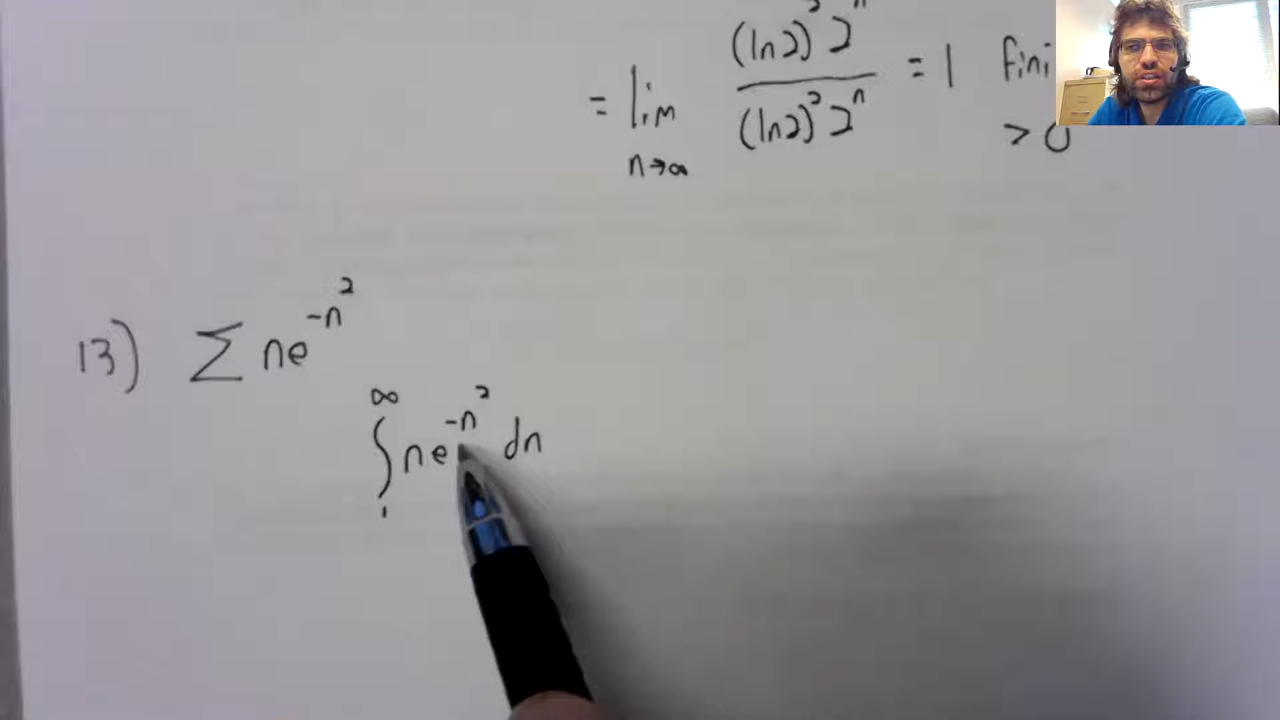 = lim (ln2)² 2ⁿ / (ln2)² 2ⁿ = 1 fini
n→∞ > 0
13) Σ ne^{-n²}
∫₁^∞ ne^{-n²} dn